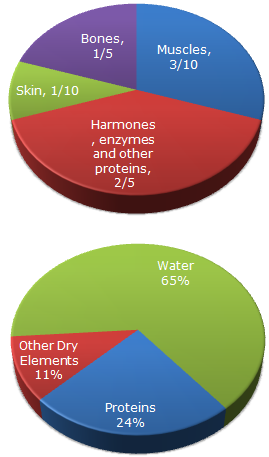 Bones,
1/5
Muscles,
3/10
Skin, 1/10
Harmones
, enzymes
and other
proteins,
2/5
Water
65%
Other Dry
Elements
11%
Proteins
24%